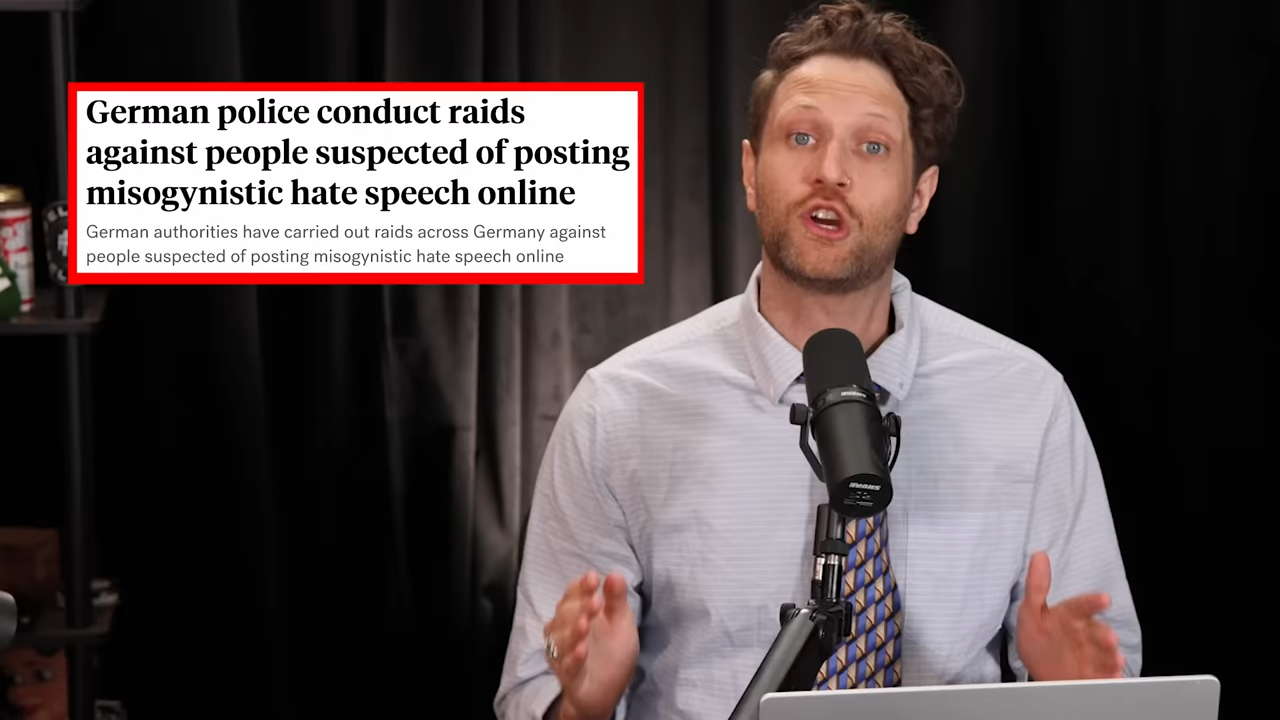 German police conduct raids
against people suspected of posting
misogynistic hate speech online
German authorities have carried out raids across Germany against
people suspected of posting misogynistic hate speech online